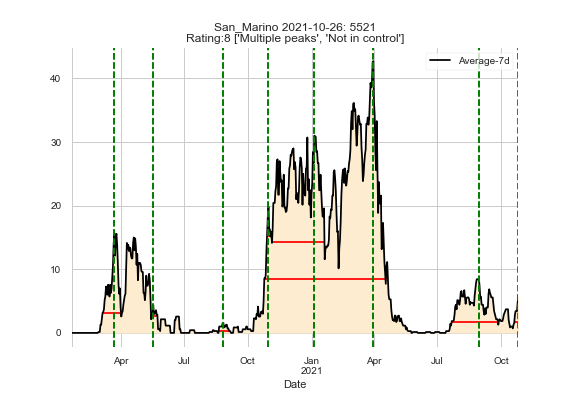 San_Marino 2021-10-26: 5521
Rating:8 ['Multiple peaks', 'Not in control']
Average-7d
40
30
20
10
0
Apr Jul Oct Jan Apr Jul Oct
2021
Date